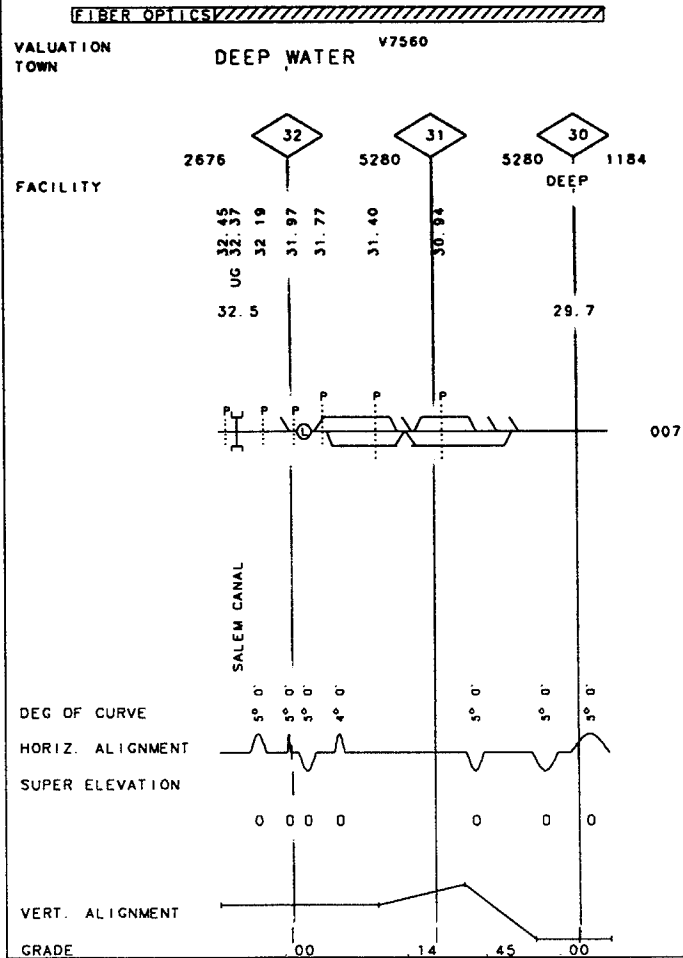 FIBER OPTICS
VALUATION V7560
TOWN DEEP WATER
32 31 30
2676 5280 5280 1184
FACILITY DEEP
32.45
UG 32.37
32 19
31.97
31.77
31.40
30.94
32.5 29.7
P P P P P P
L
007
SALEM CANAL
DEG OF CURVE 5° 0' 5° 0' 5° 0' 4° 0' 5° 0' 5° 0' 5° 0'
HORIZ. ALIGNMENT
SUPER ELEVATION
0 0 0 0 0 0 0
VERT. ALIGNMENT
GRADE .00 .14 .45 .00